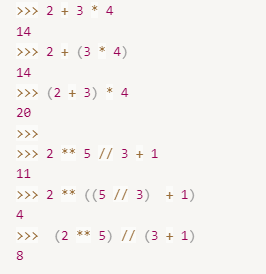 >>> 2 + 3 * 4
14
>>> 2 + (3 * 4)
14
>>> (2 + 3) * 4
20
>>>
>>> 2 ** 5 // 3 + 1
11
>>> 2 ** ((5 // 3)  + 1)
4
>>>  (2 ** 5) // (3 + 1)
8